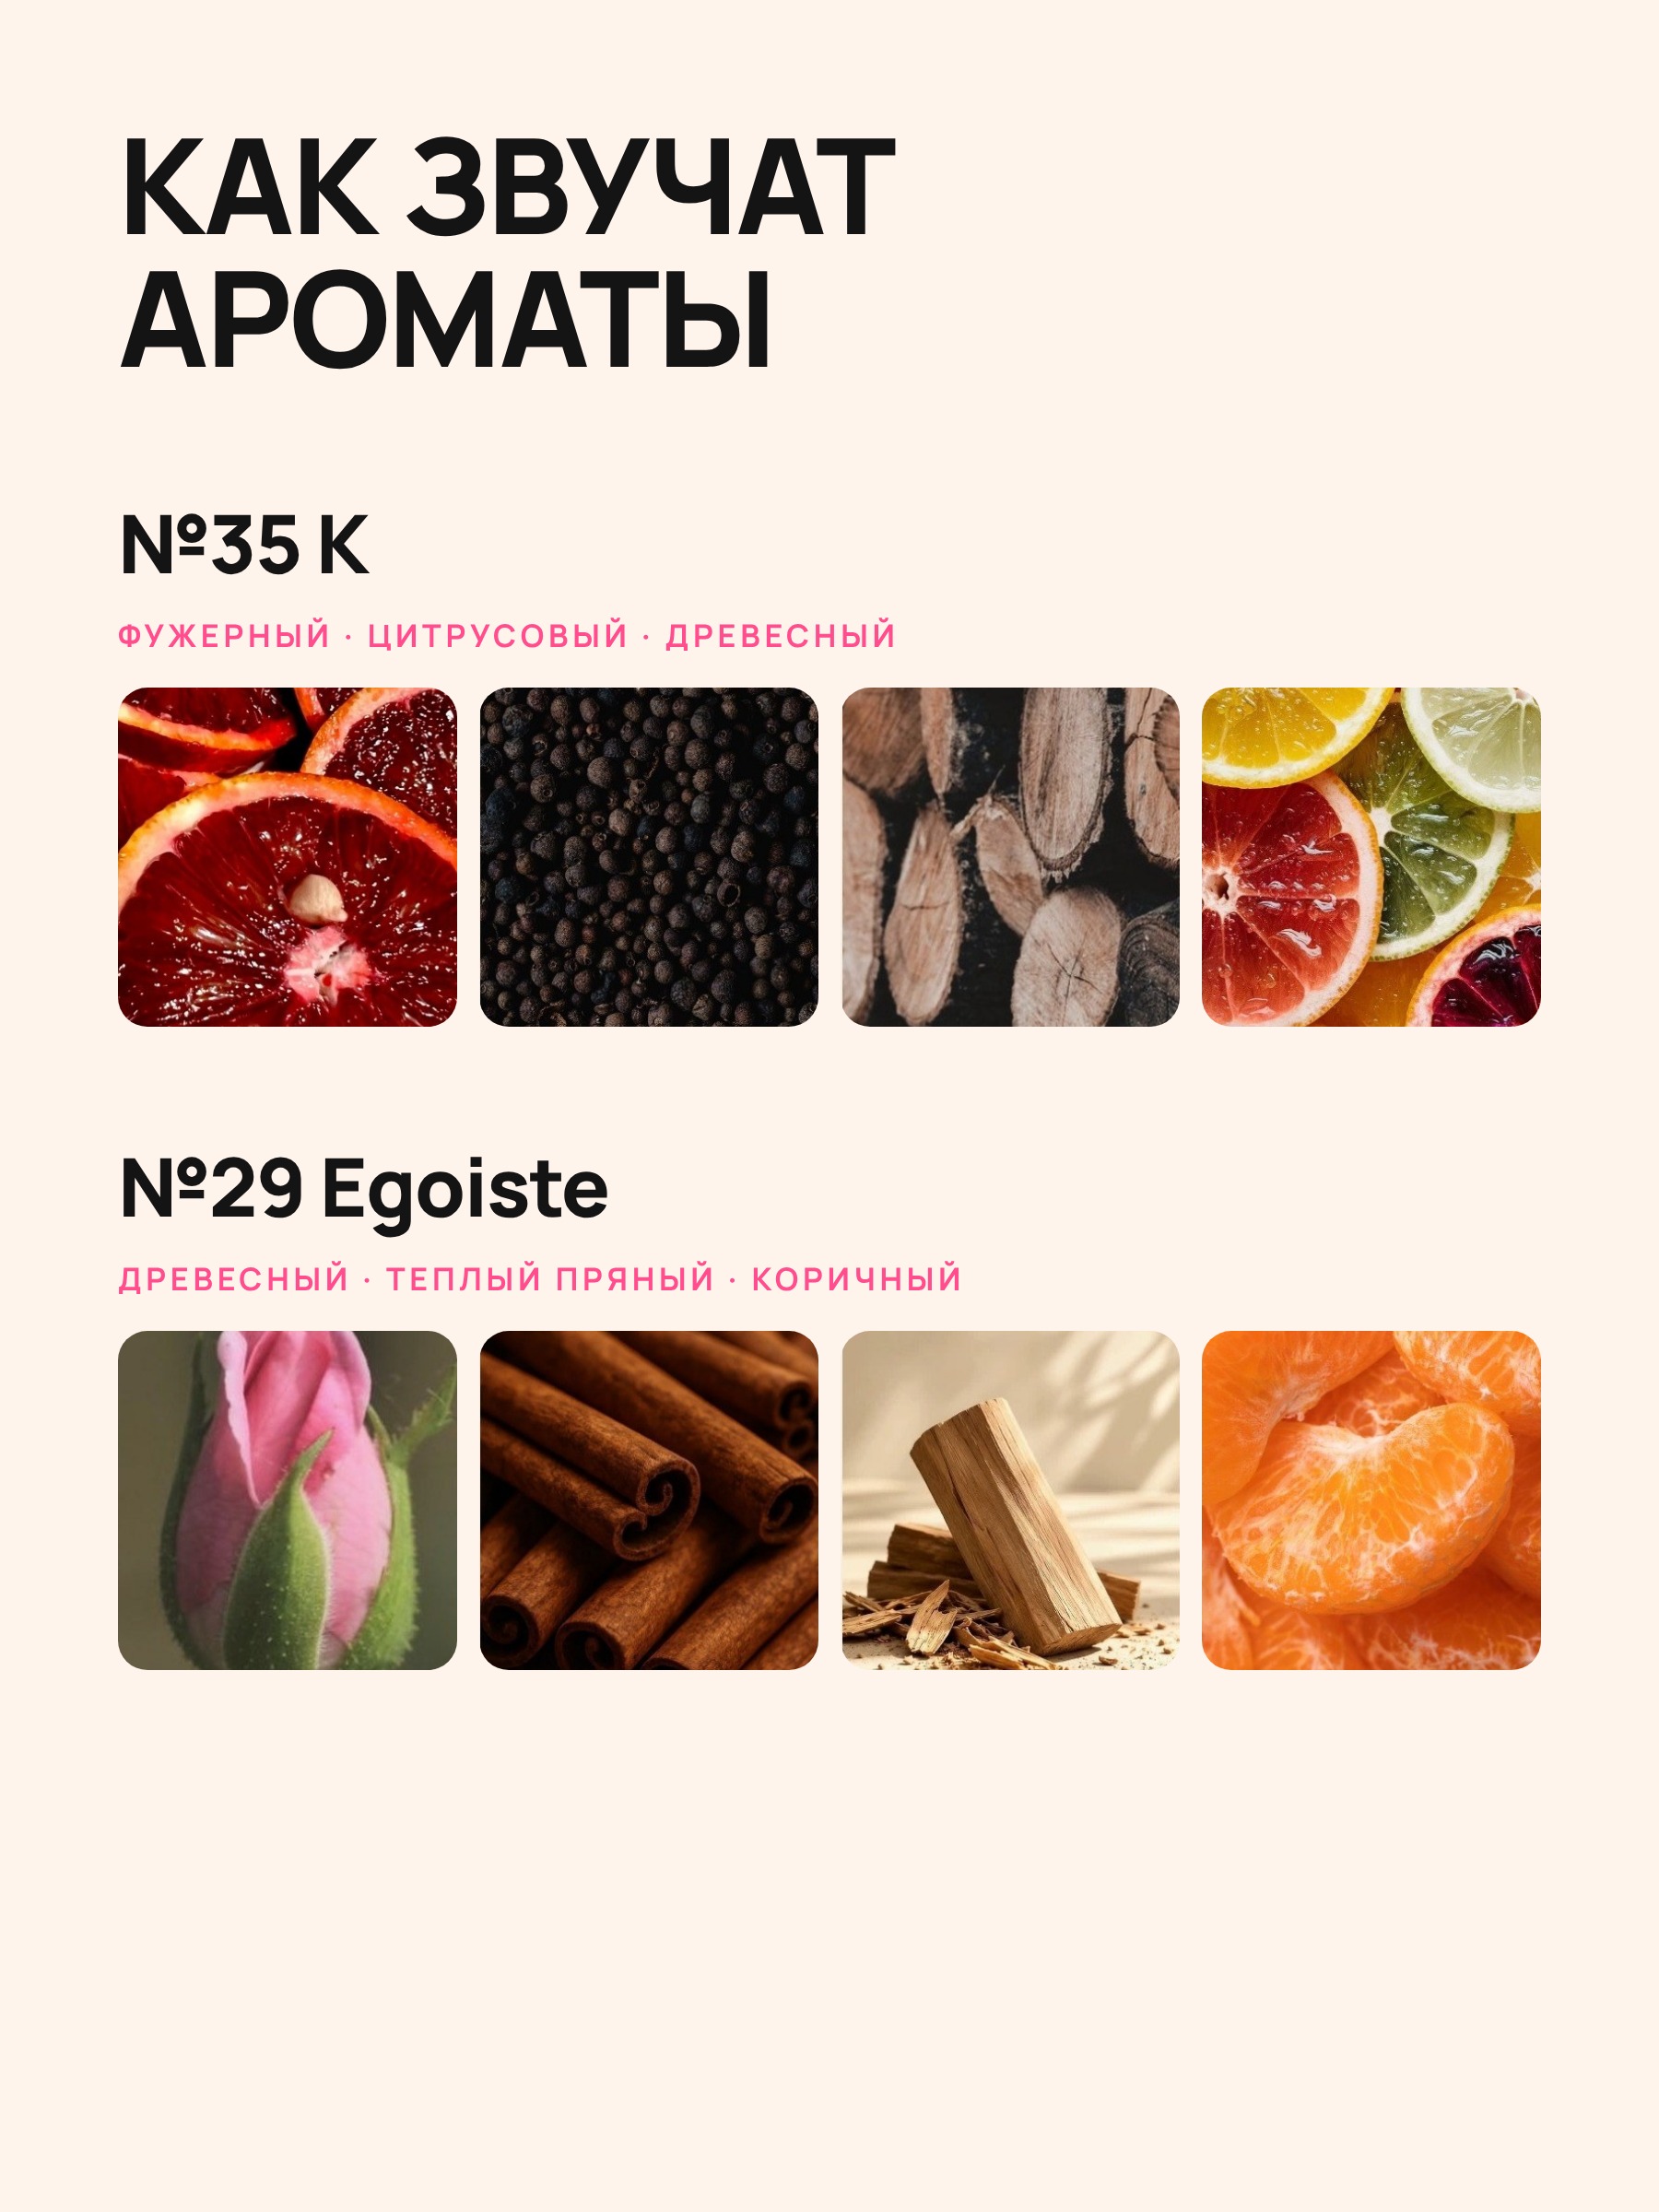 КАК ЗВУЧАТ
АРОМАТЫ
№35 K
ФУЖЕРНЫЙ · ЦИТРУСОВЫЙ · ДРЕВЕСНЫЙ
№29 Egoiste
ДРЕВЕСНЫЙ · ТЕПЛЫЙ ПРЯНЫЙ · КОРИЧНЫЙ